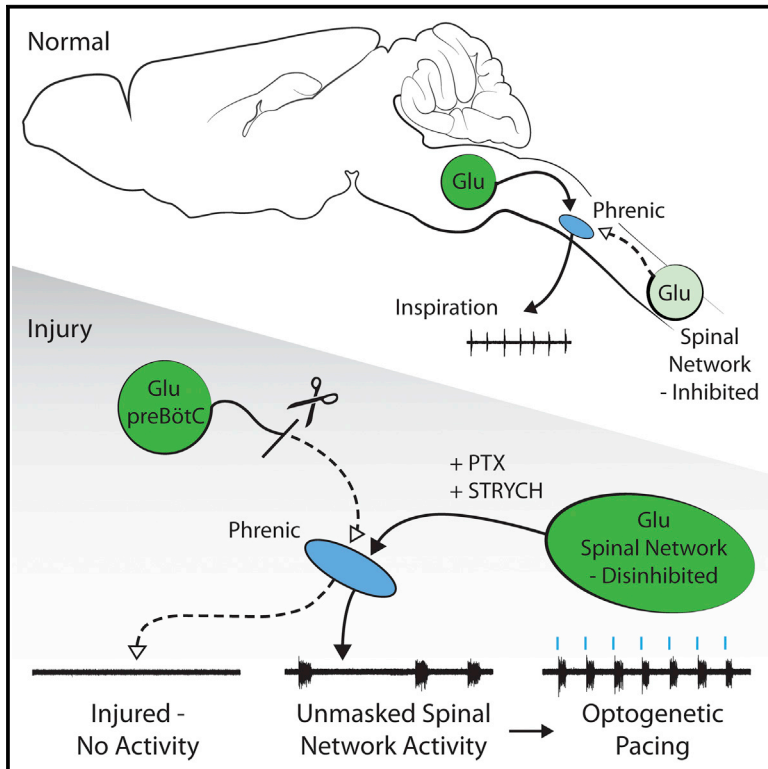 Normal
Glu
Phrenic
Glu
Inspiration
Spinal
Network
- Inhibited
Injury
Glu
preBötC
+ PTX
+ STRYCH
Phrenic
Glu
Spinal Network
- Disinhibited
Injured -
No Activity
Unmasked Spinal
Network Activity
Optogenetic
Pacing